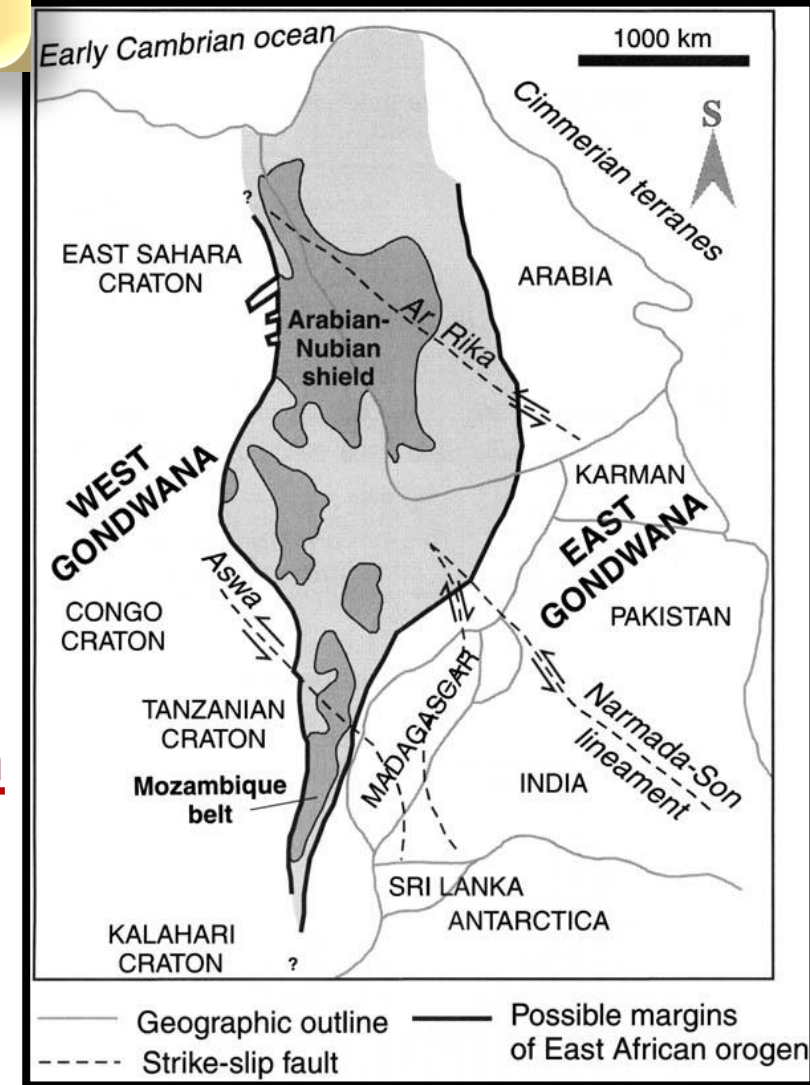 Early Cambrian ocean
1000 km
Cimmerian terranes
S
?
EAST SAHARA
CRATON
ARABIA
Arabian-
Nubian
shield
Ar Rika
WEST
GONDWANA
KARMAN
EAST
GONDWANA
Aswa
CONGO
CRATON
PAKISTAN
MADAGASCAR
TANZANIAN
CRATON
Narmada-Son
lineament
Mozambique
belt
INDIA
SRI LANKA
ANTARCTICA
KALAHARI
CRATON
?
Geographic outline
Possible margins
of East African orogen
Strike-slip fault